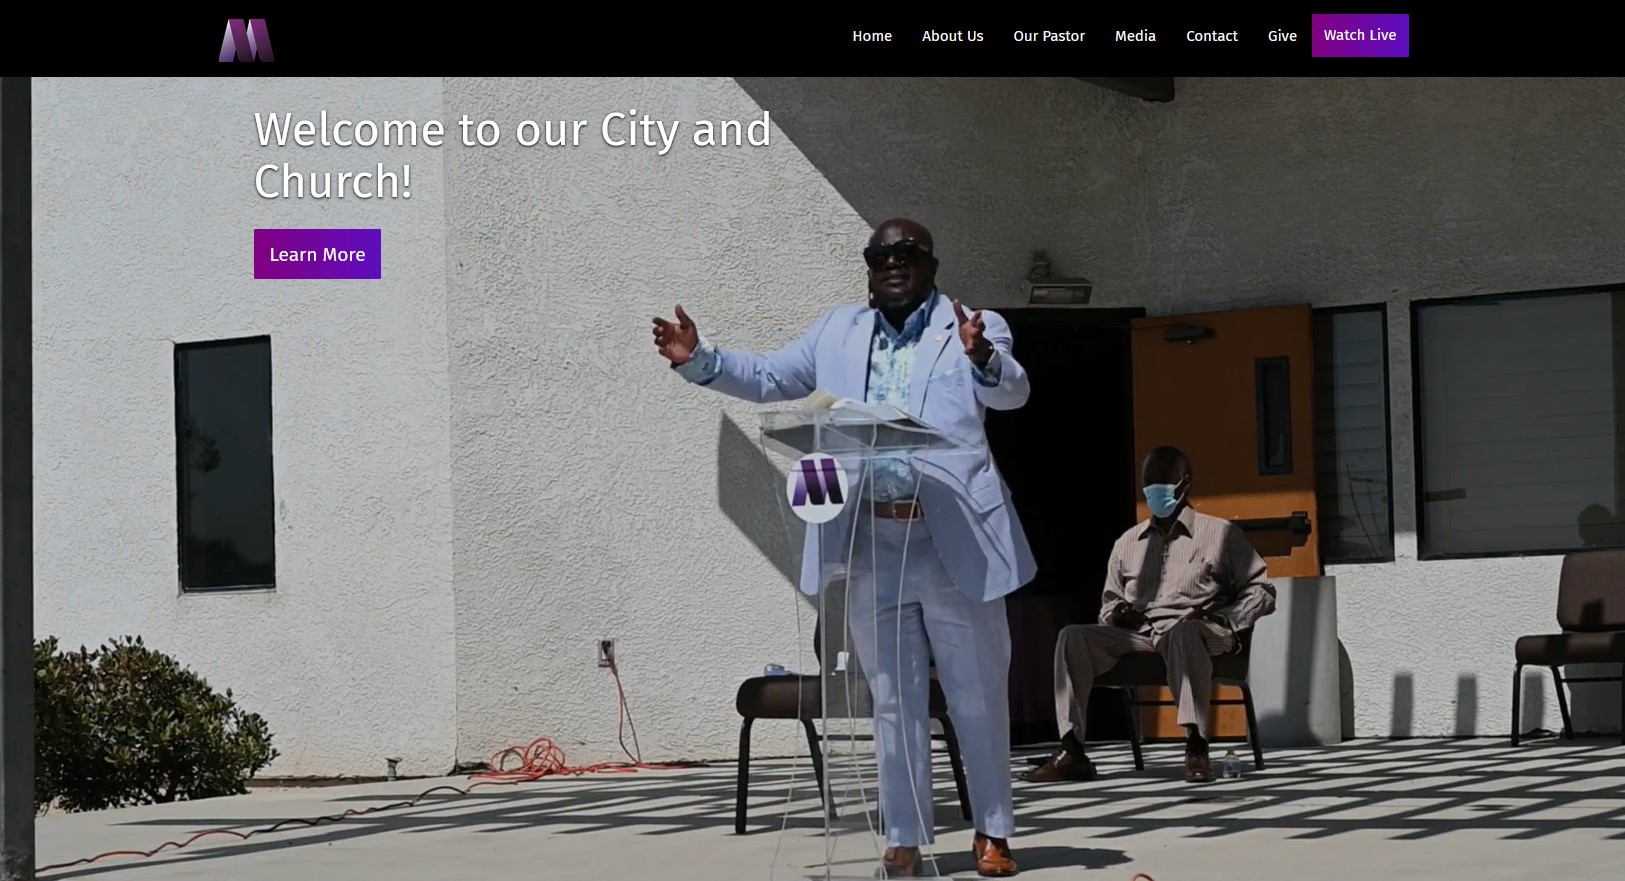 Home
About Us
Our Pastor
Media
Contact
Give
Watch Live
Welcome to our City and
Church!
Learn More